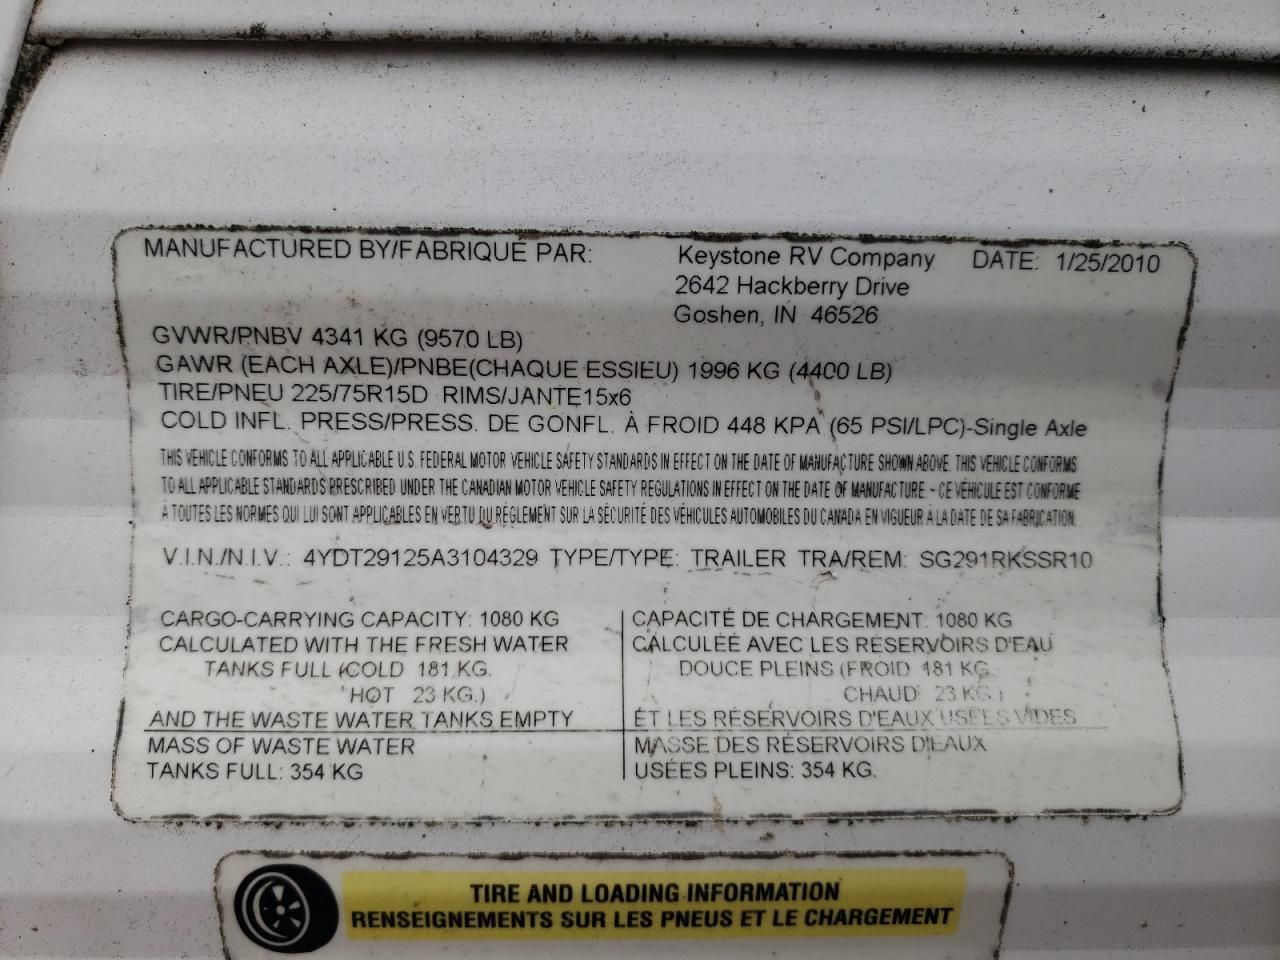 MANUFACTURED BY/FABRIQUÉ PAR: Keystone RV Company DATE: 1/25/2010
2642 Hackberry Drive
Goshen, IN 46526
GVWR/PNBV 4341 KG (9570 LB)
GAWR (EACH AXLE)/PNBE(CHAQUE ESSIEU) 1996 KG (4400 LB)
TIRE/PNEU 225/75R15D RIMS/JANTE15x6
COLD INFL. PRESS/PRESS. DE GONFL. À FROID 448 KPA (65 PSI/LPC)-Single Axle
THIS VEHICLE CONFORMS TO ALL APPLICABLE U.S. FEDERAL MOTOR VEHICLE SAFETY STANDARDS IN EFFECT ON THE DATE OF MANUFACTURE SHOWN ABOVE. THIS VEHICLE CONFORMS
TO ALL APPLICABLE STANDARDS PRESCRIBED UNDER THE CANADIAN MOTOR VEHICLE SAFETY REGULATIONS IN EFFECT ON THE DATE OF MANUFACTURE. - CE VÉHICULE EST CONFORME
À TOUTES LES NORMES QUI LUI SONT APPLICABLES EN VERTU DU RÈGLEMENT SUR LA SÉCURITÉ DES VÉHICULES AUTOMOBILES DU CANADA EN VIGUEUR À LA DATE DE SA FABRICATION.
V.I.N./N.I.V.: 4YDT29125A3104329 TYPE/TYPE: TRAILER TRA/REM: SG291RKSSR10
CARGO-CARRYING CAPACITY: 1080 KG
CALCULATED WITH THE FRESH WATER
TANKS FULL (COLD 181 KG.
HOT 23 KG.)
AND THE WASTE WATER TANKS EMPTY
MASS OF WASTE WATER
TANKS FULL: 354 KG
CAPACITÉ DE CHARGEMENT: 1080 KG
CALCULÉE AVEC LES RÉSERVOIRS D'EAU
DOUCE PLEINS (FROID 181 KG.
CHAUD 23 KG.)
ET LES RÉSERVOIRS D'EAUX USÉES VIDES
MASSE DES RÉSERVOIRS D'EAUX
USÉES PLEINS: 354 KG.
TIRE AND LOADING INFORMATION
RENSEIGNEMENTS SUR LES PNEUS ET LE CHARGEMENT